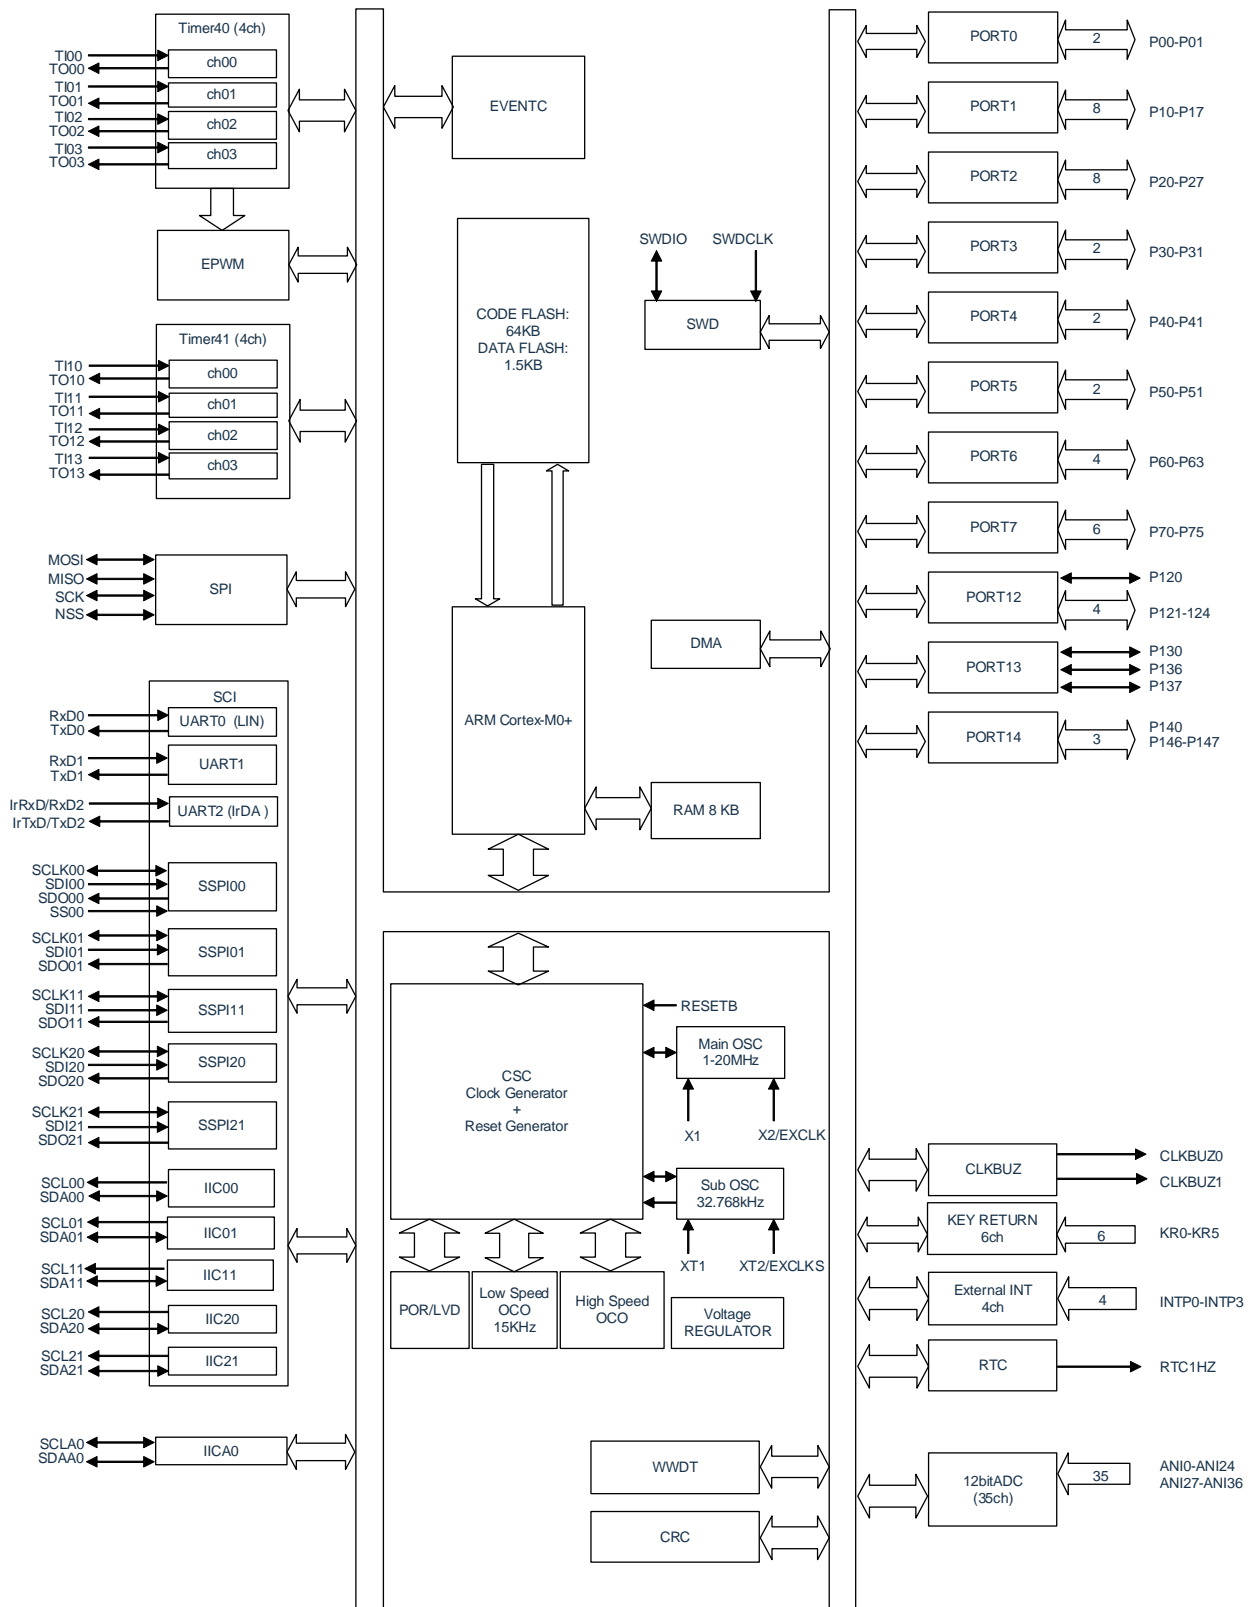 Timer40 (4ch)
TI00
TO00
ch00
TI01
TO01
ch01
TI02
TO02
ch02
TI03
TO03
ch03
EPWM
Timer41 (4ch)
TI10
TO10
ch00
TI11
TO11
ch01
TI12
TO12
ch02
TI13
TO13
ch03
MOSI
MISO
SCK
NSS
SPI
SCI
RxD0
TxD0
UART0 (LIN)
RxD1
TxD1
UART1
IrRxD/RxD2
IrTxD/TxD2
UART2 (IrDA )
SCLK00
SDI00
SDO00
SS00
SSPI00
SCLK01
SDI01
SDO01
SSPI01
SCLK11
SDI11
SDO11
SSPI11
SCLK20
SDI20
SDO20
SSPI20
SCLK21
SDI21
SDO21
SSPI21
SCL00
SDA00
IIC00
SCL01
SDA01
IIC01
SCL11
SDA11
IIC11
SCL20
SDA20
IIC20
SCL21
SDA21
IIC21
SCLA0
SDAA0
IICA0
EVENTC
CODE FLASH:
64KB
DATA FLASH:
1.5KB
SWDIO
SWDCLK
SWD
DMA
ARM Cortex-M0+
RAM 8 KB
CSC
Clock Generator
+
Reset Generator
RESETB
Main OSC
1-20MHz
X1
X2/EXCLK
Sub OSC
32.768kHz
XT1
XT2/EXCLKS
POR/LVD
Low Speed
OCO
15KHz
High Speed
OCO
Voltage
REGULATOR
WWDT
CRC
PORT0
2
P00-P01
PORT1
8
P10-P17
PORT2
8
P20-P27
PORT3
2
P30-P31
PORT4
2
P40-P41
PORT5
2
P50-P51
PORT6
4
P60-P63
PORT7
6
P70-P75
PORT12
P120
4
P121-124
PORT13
P130
P136
P137
PORT14
3
P140
P146-P147
CLKBUZ
CLKBUZ0
CLKBUZ1
KEY RETURN
6ch
6
KR0-KR5
External INT
4ch
4
INTP0-INTP3
RTC
RTC1HZ
12bitADC
(35ch)
35
ANI0-ANI24
ANI27-ANI36